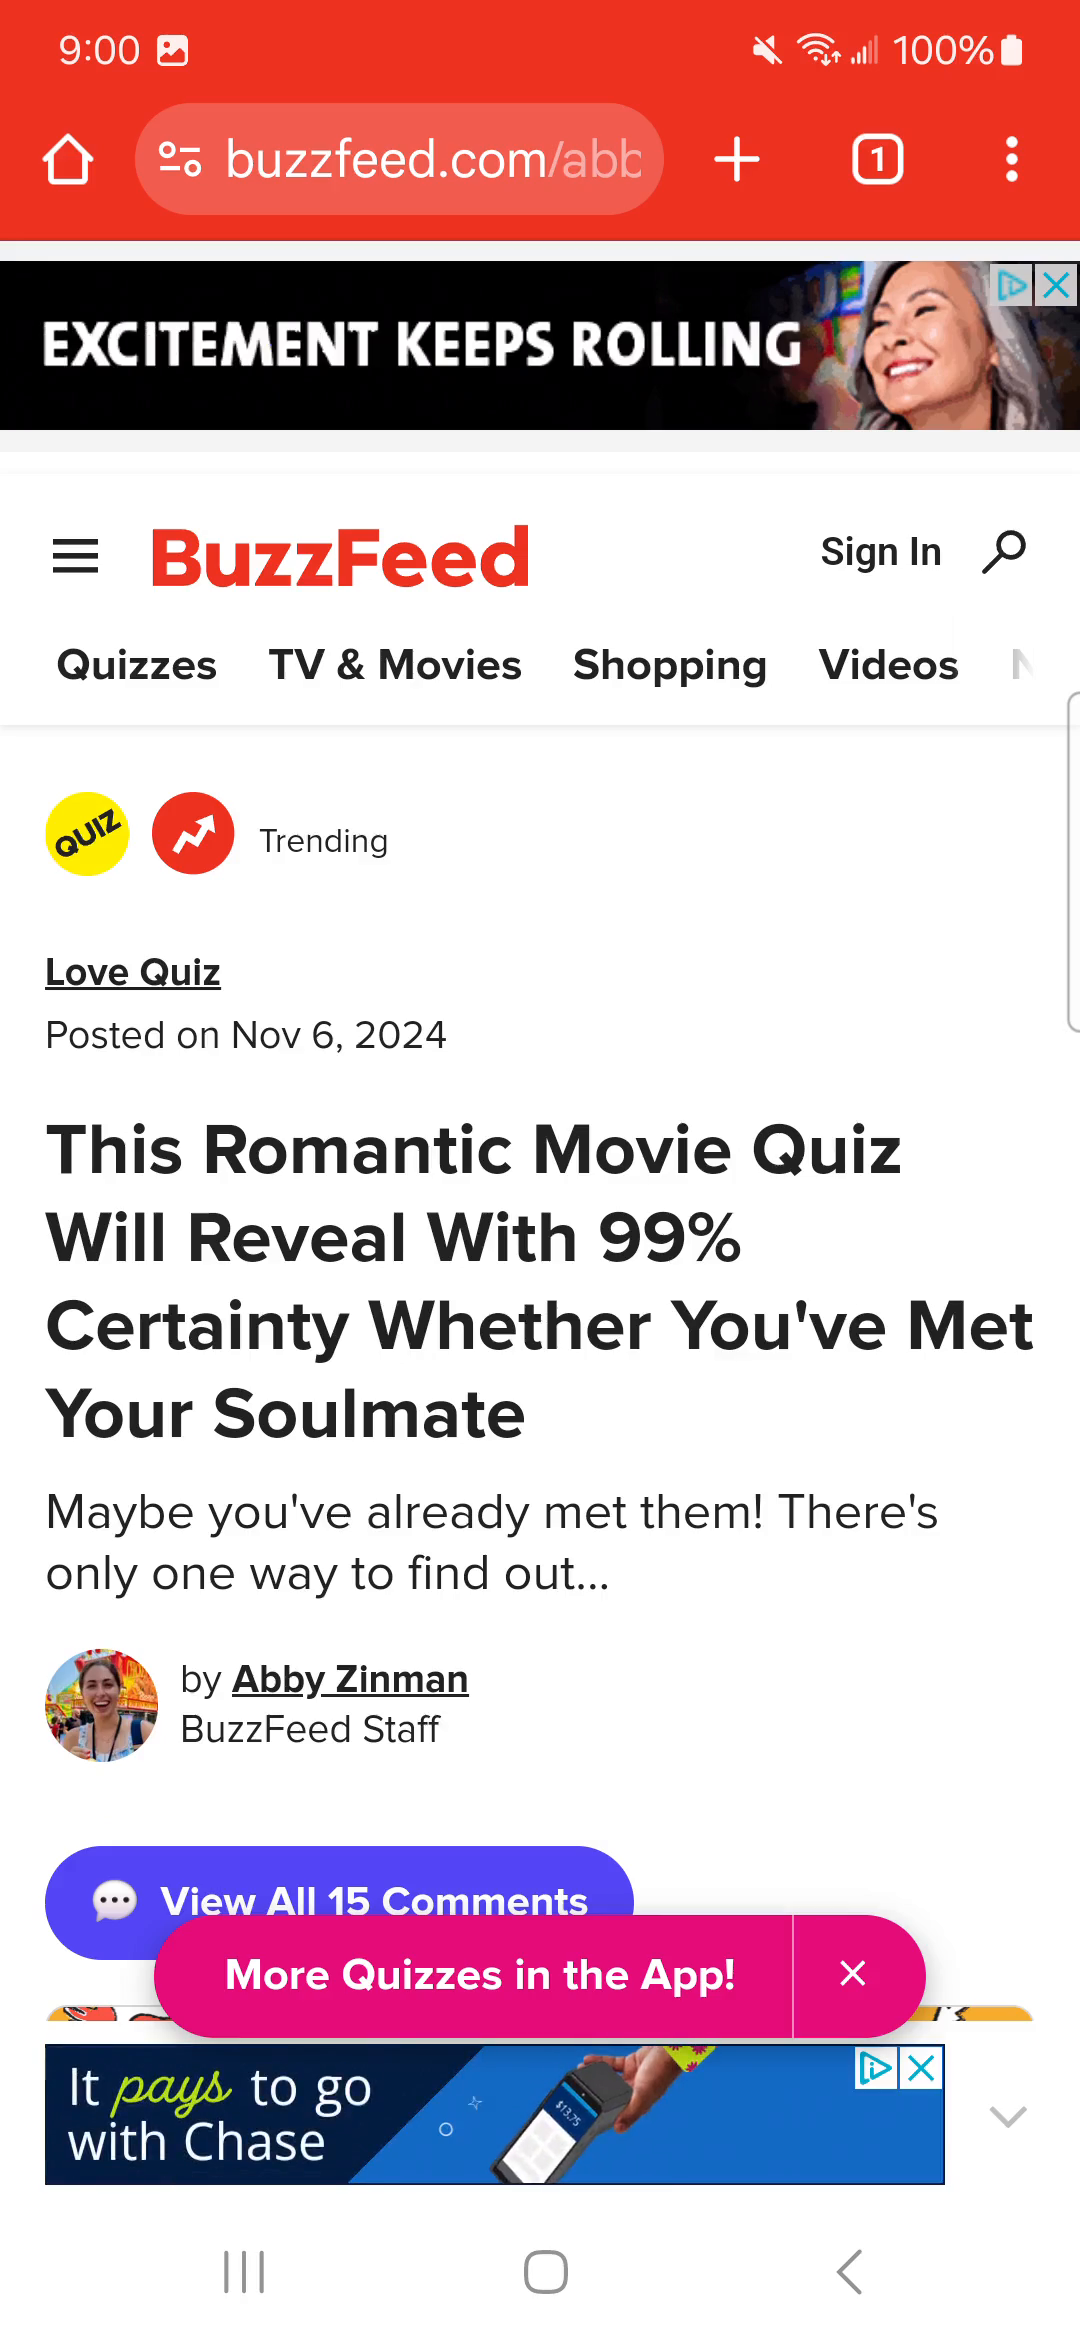 9:00
100%
buzzfeed.com/abb
1
EXCITEMENT KEEPS ROLLING
BuzzFeed
Sign In
Quizzes TV & Movies Shopping Videos N
QUIZ
Trending
Love Quiz
Posted on Nov 6, 2024
This Romantic Movie Quiz
Will Reveal With 99%
Certainty Whether You've Met
Your Soulmate
Maybe you've already met them! There's
only one way to find out...
by Abby Zinman
BuzzFeed Staff
View All 15 Comments
More Quizzes in the App!
It pays to go
with Chase
$13.75